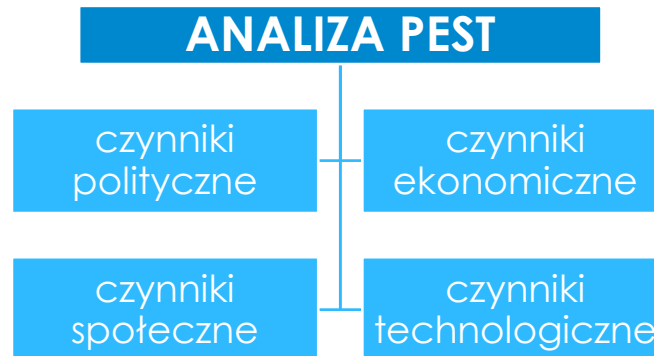 ANALIZA PEST
czynniki
polityczne
czynniki
ekonomiczne
czynniki
społeczne
czynniki
technologiczne